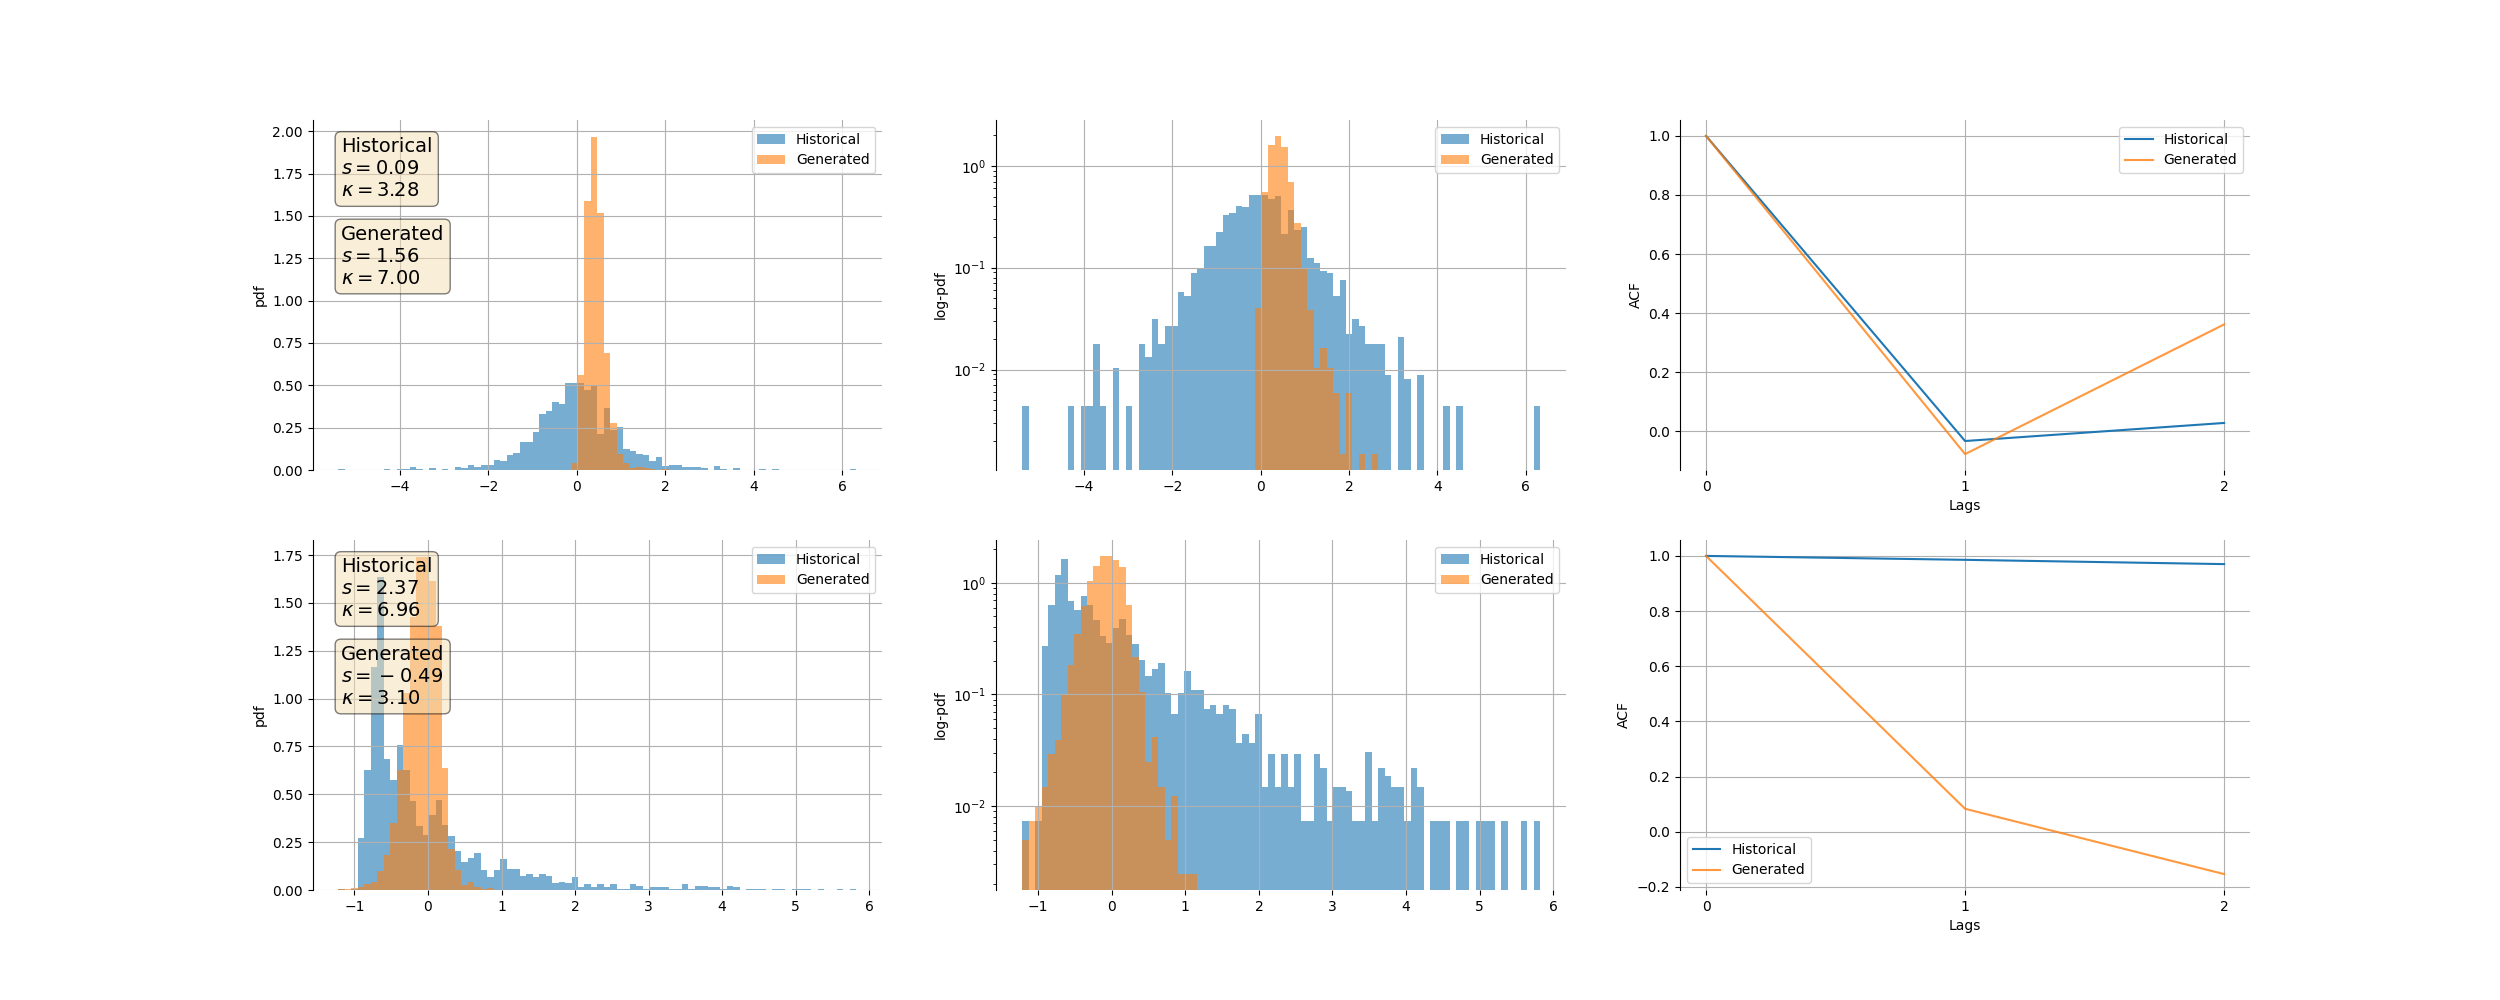 Historical
s = 0.09
κ = 3.28
Generated
s = 1.56
κ = 7.00
Historical
Generated
pdf
2.00
1.75
1.50
1.25
1.00
0.75
0.50
0.25
0.00
−4
−2
0
2
4
6
Historical
Generated
log-pdf
10⁰
10⁻¹
10⁻²
−4
−2
0
2
4
6
Historical
Generated
ACF
1.0
0.8
0.6
0.4
0.2
0.0
0
1
2
Lags
Historical
s = 2.37
κ = 6.96
Generated
s = −0.49
κ = 3.10
Historical
Generated
pdf
1.75
1.50
1.25
1.00
0.75
0.50
0.25
0.00
−1
0
1
2
3
4
5
6
Historical
Generated
log-pdf
10⁰
10⁻¹
10⁻²
−1
0
1
2
3
4
5
6
ACF
1.0
0.8
0.6
0.4
0.2
0.0
−0.2
Historical
Generated
0
1
2
Lags